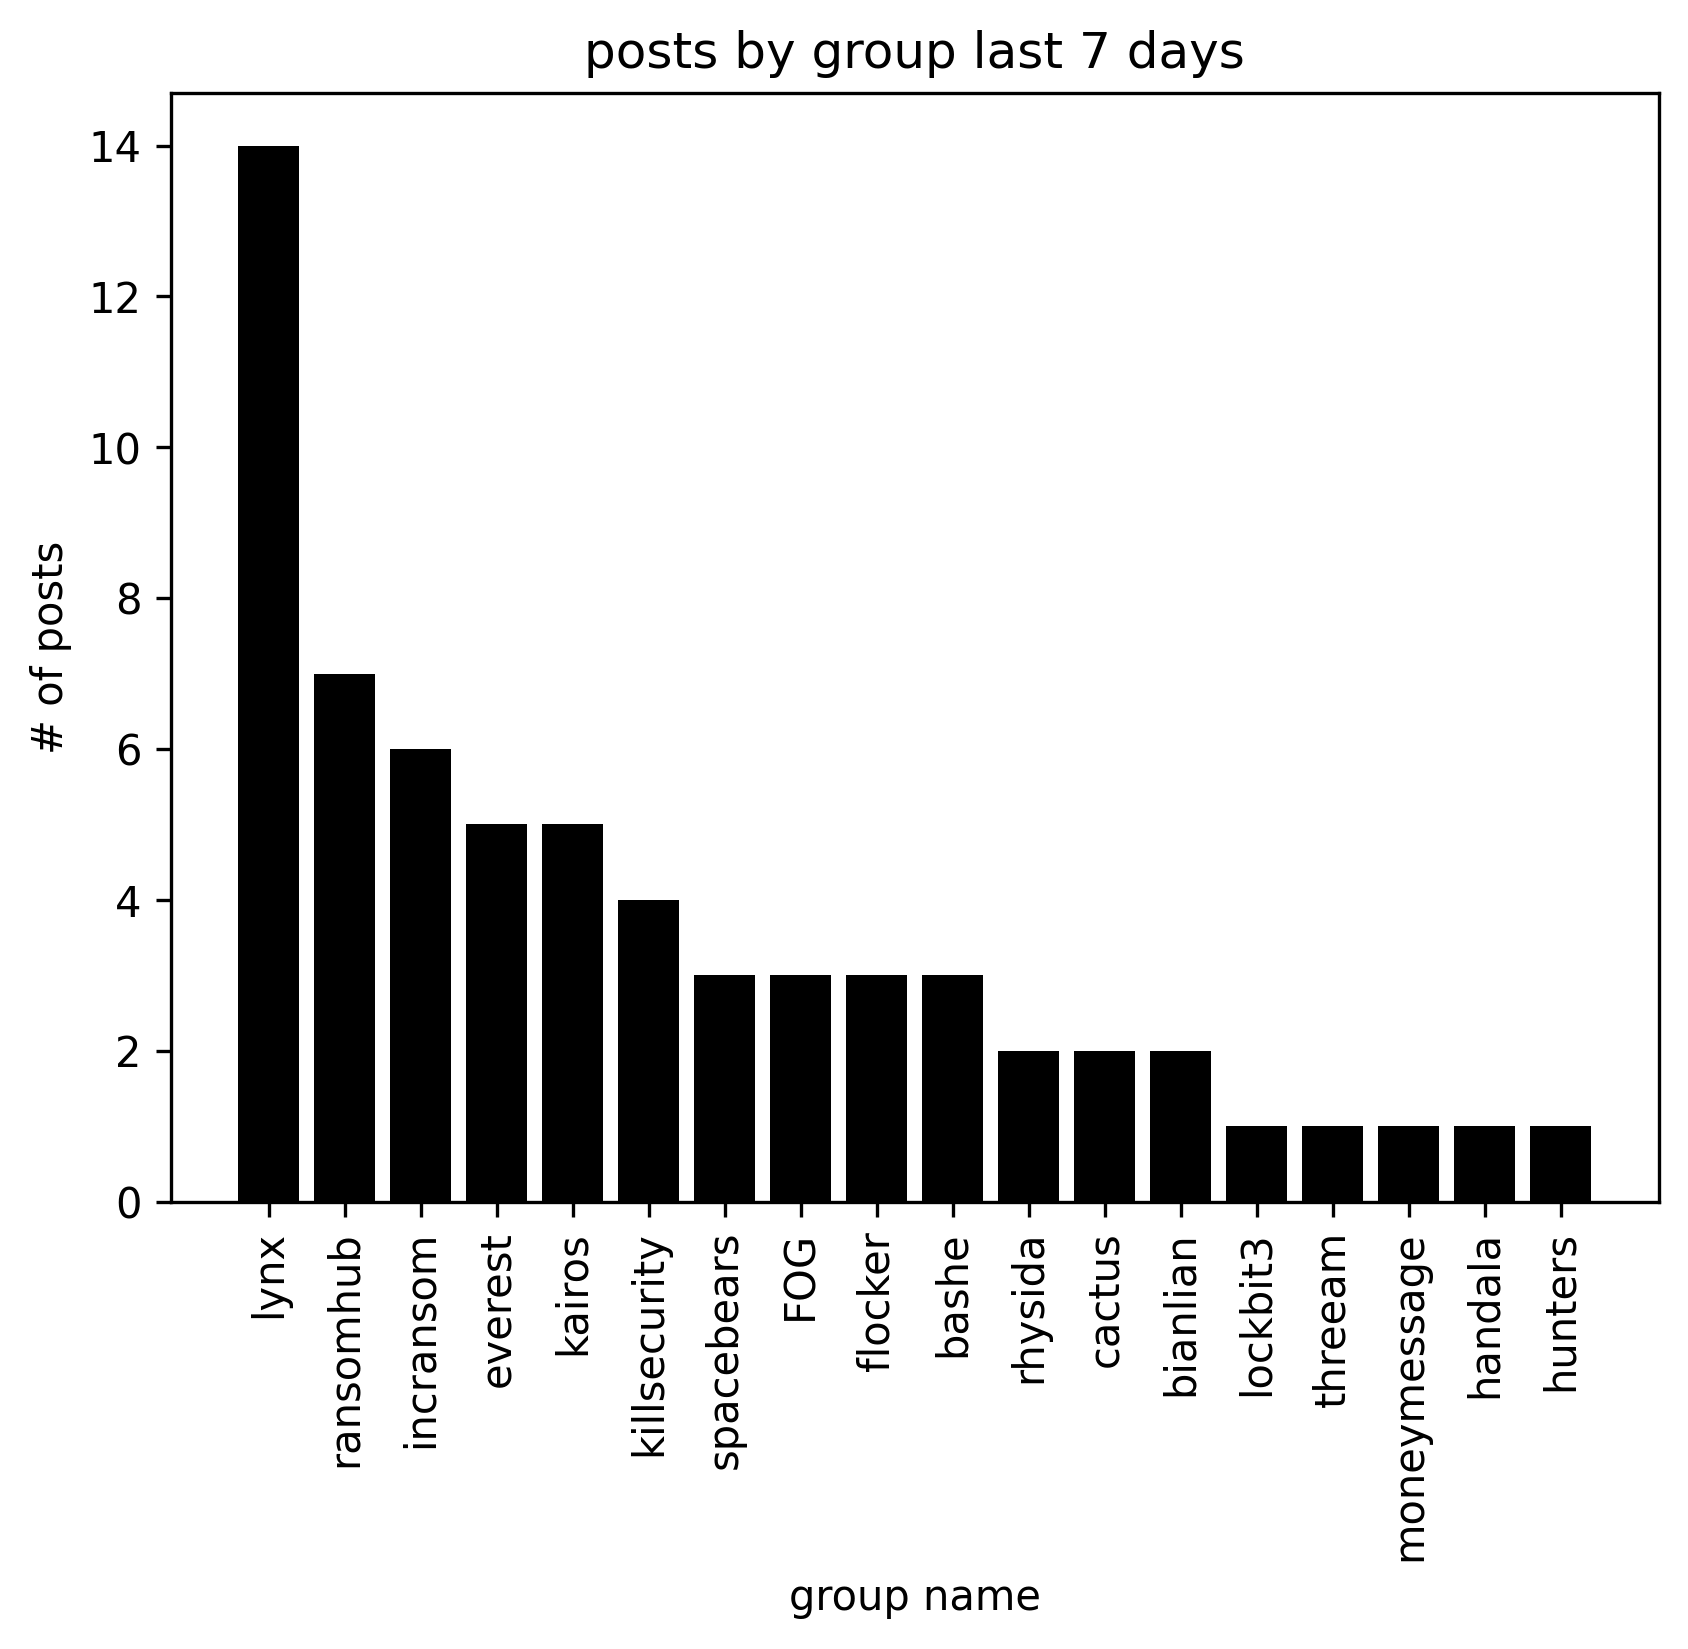 posts by group last 7 days
# of posts
14
12
10
8
6
4
2
0
lynx
ransomhub
incransom
everest
kairos
killsecurity
spacebears
FOG
flocker
bashe
rhysida
cactus
bianlian
lockbit3
threeam
moneymessage
handala
hunters
group name